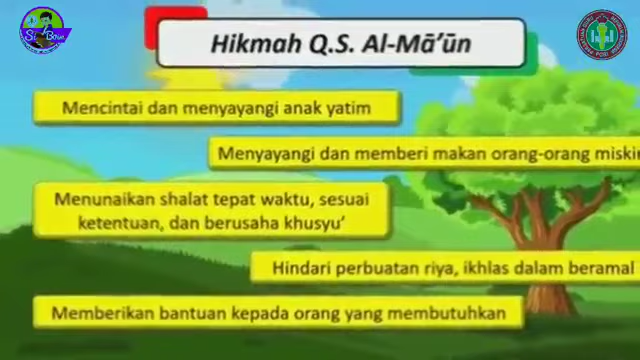 Hikmah Q.S. Al-Mā'ūn
Mencintai dan menyayangi anak yatim
Menyayangi dan memberi makan orang-orang miskin
Menunaikan shalat tepat waktu, sesuai
ketentuan, dan berusaha khusyu'
Hindari perbuatan riya, ikhlas dalam beramal
Memberikan bantuan kepada orang yang membutuhkan